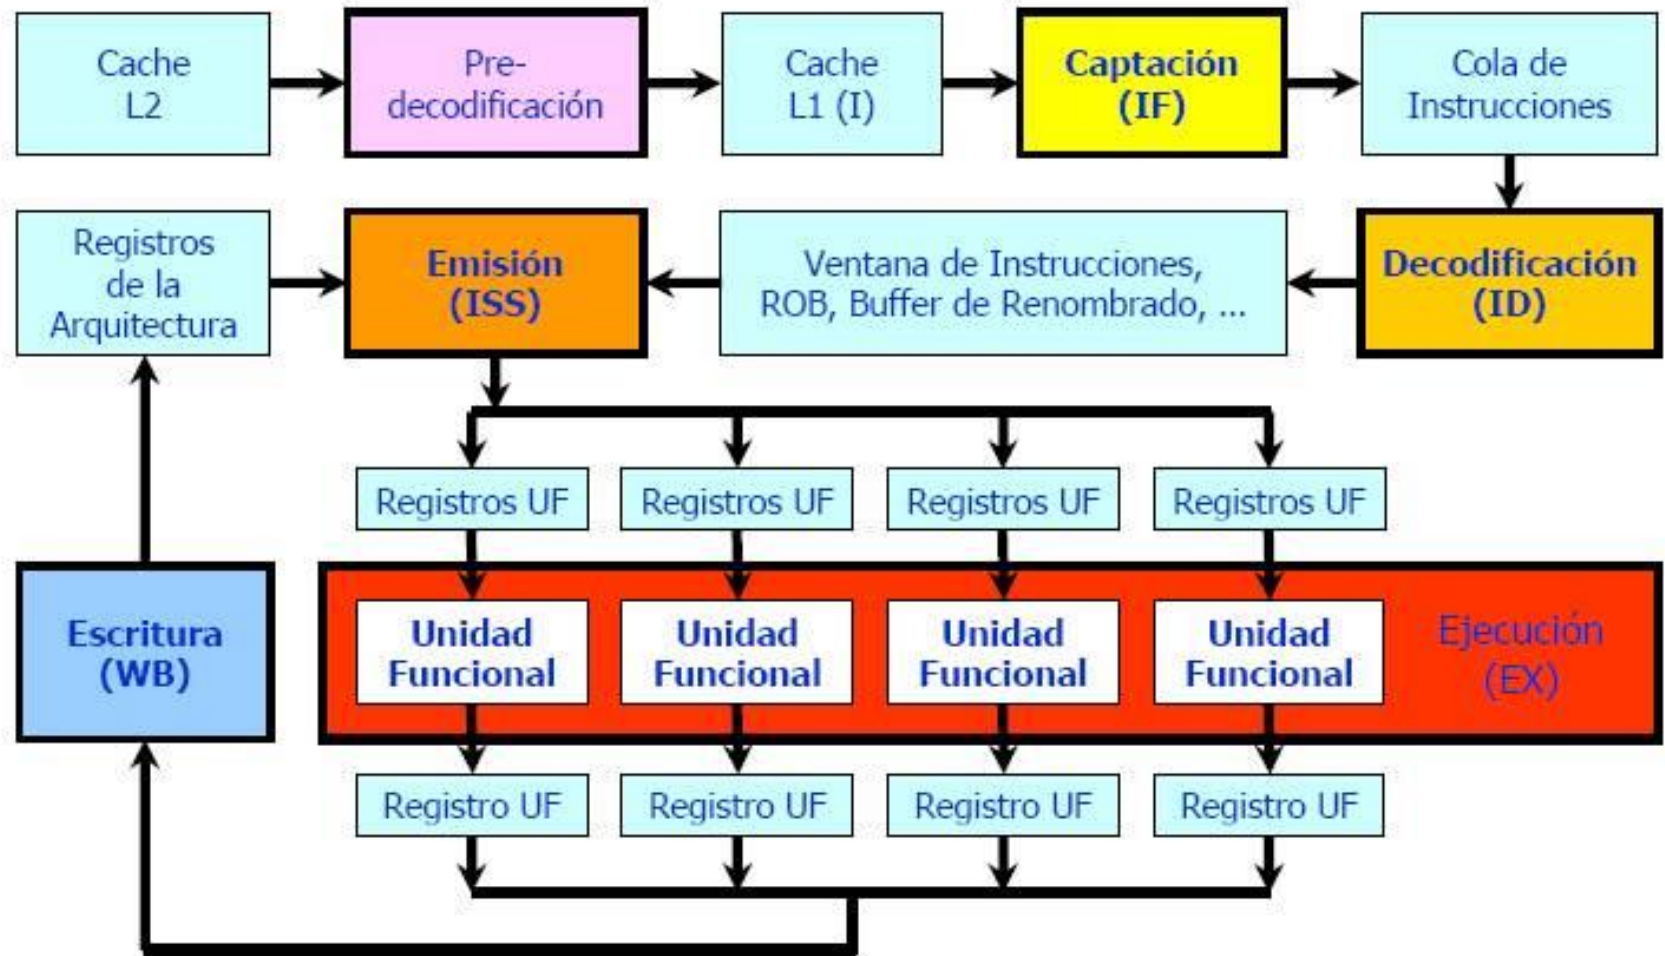 Cache
L2
Pre-
decodificación
Cache
L1 (I)
Captación
(IF)
Cola de
Instrucciones
Registros
de la
Arquitectura
Emisión
(ISS)
Ventana de Instrucciones,
ROB, Buffer de Renombrado, ...
Decodificación
(ID)
Registros UF
Registros UF
Registros UF
Registros UF
Escritura
(WB)
Unidad
Funcional
Unidad
Funcional
Unidad
Funcional
Unidad
Funcional
Ejecución
(EX)
Registro UF
Registro UF
Registro UF
Registro UF